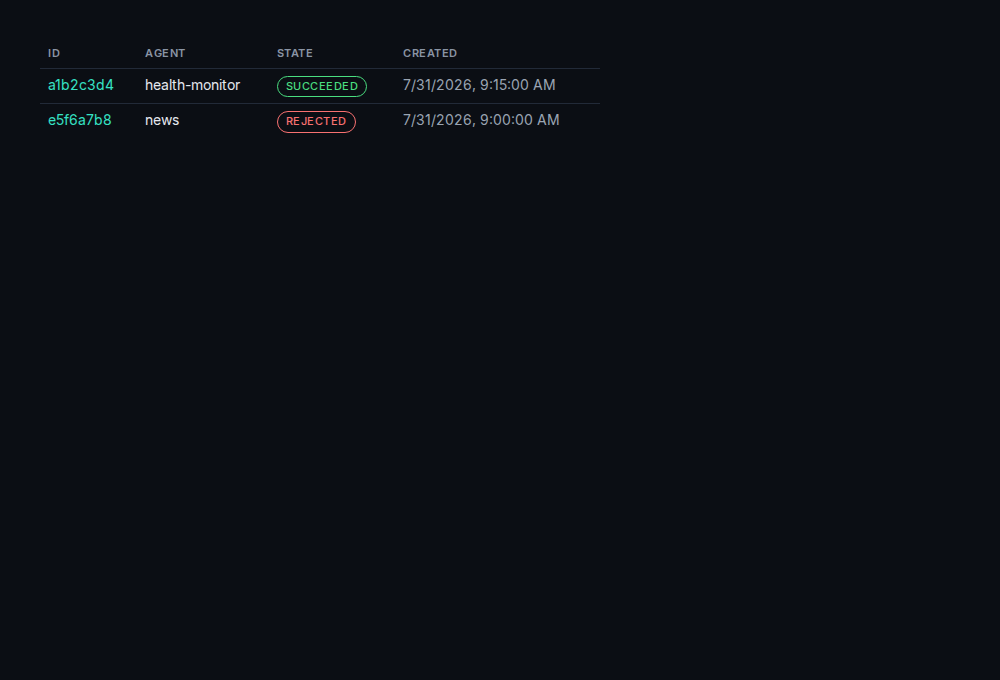 ID AGENT STATE CREATED
a1b2c3d4 health-monitor SUCCEEDED 7/31/2026, 9:15:00 AM
e5f6a7b8 news REJECTED 7/31/2026, 9:00:00 AM